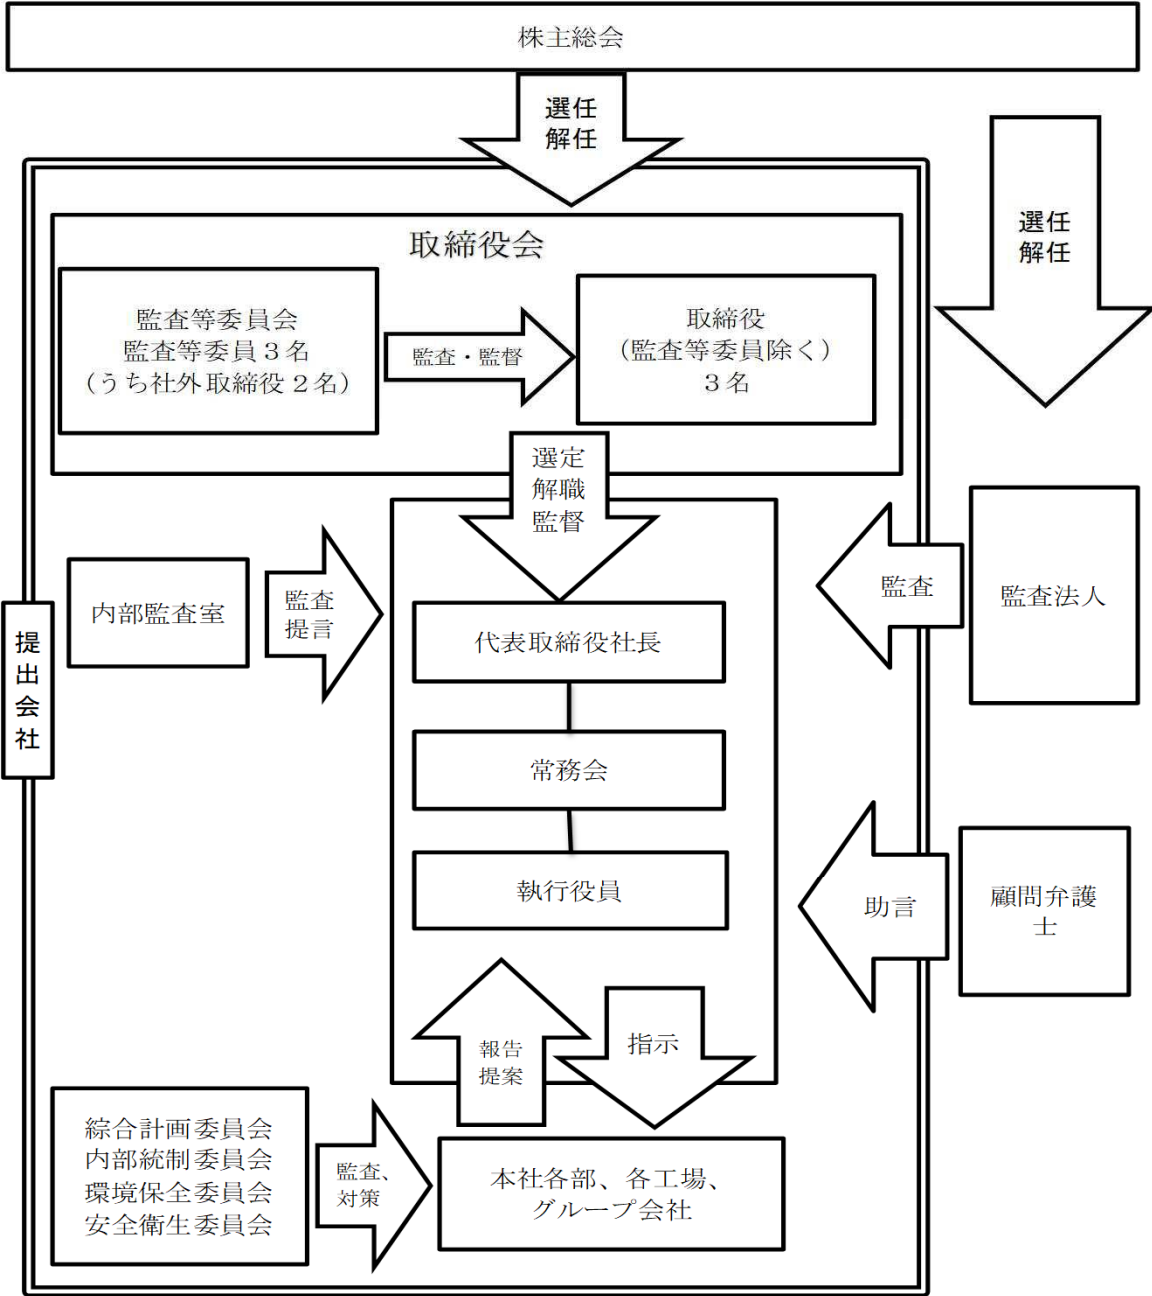 株主総会
選任
解任
選任
解任
取締役会
監査等委員会
監査等委員３名
（うち社外取締役２名）
監査・監督
取締役
（監査等委員除く）
３名
選定
解職
監督
内部監査室
監査
提言
代表取締役社長
監査
監査法人
提出会社
常務会
執行役員
助言
顧問弁護
士
報告
提案
指示
綜合計画委員会
内部統制委員会
環境保全委員会
安全衛生委員会
監査、
対策
本社各部、各工場、
グループ会社